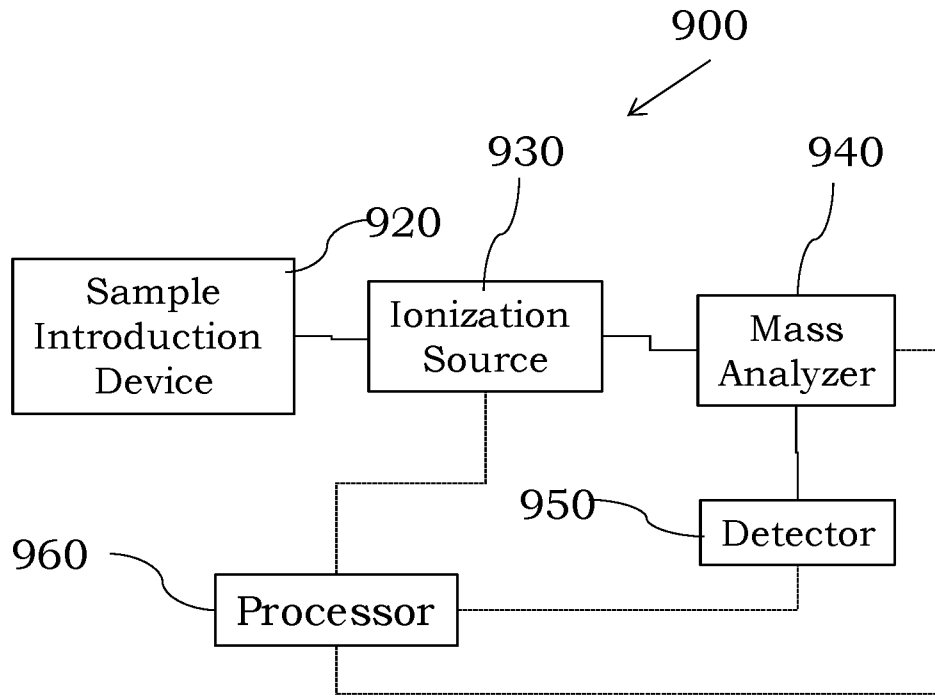 900
930
940
920
Sample
Introduction
Device
Ionization
Source
Mass
Analyzer
950
Detector
960
Processor